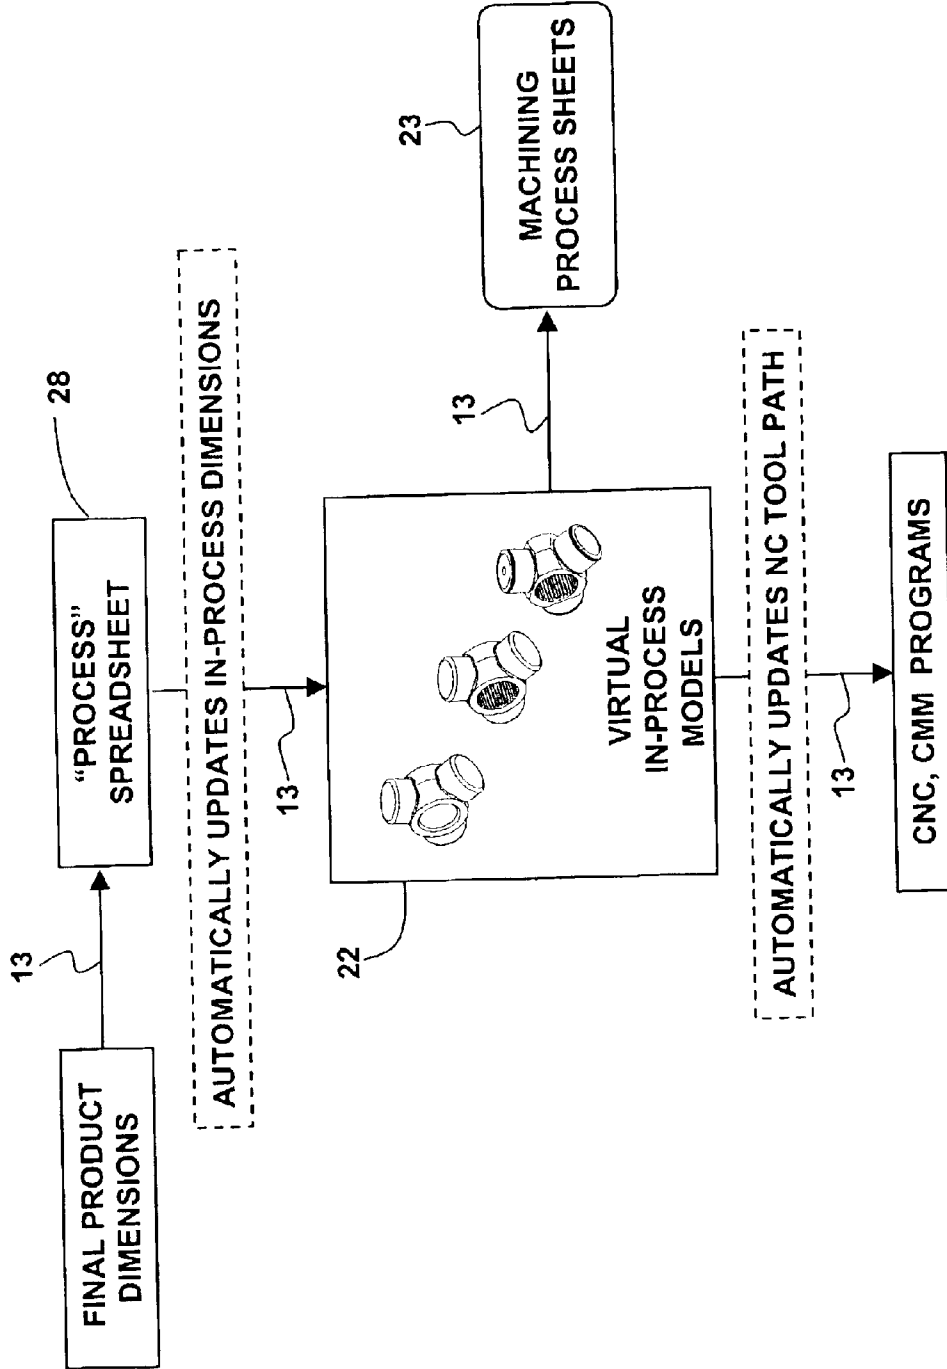 FINAL PRODUCT
DIMENSIONS
13
"PROCESS"
SPREADSHEET
28
AUTOMATICALLY UPDATES IN-PROCESS DIMENSIONS
13
22
VIRTUAL
IN-PROCESS
MODELS
13
23
MACHINING
PROCESS SHEETS
AUTOMATICALLY UPDATES NC TOOL PATH
13
CNC, CMM PROGRAMS